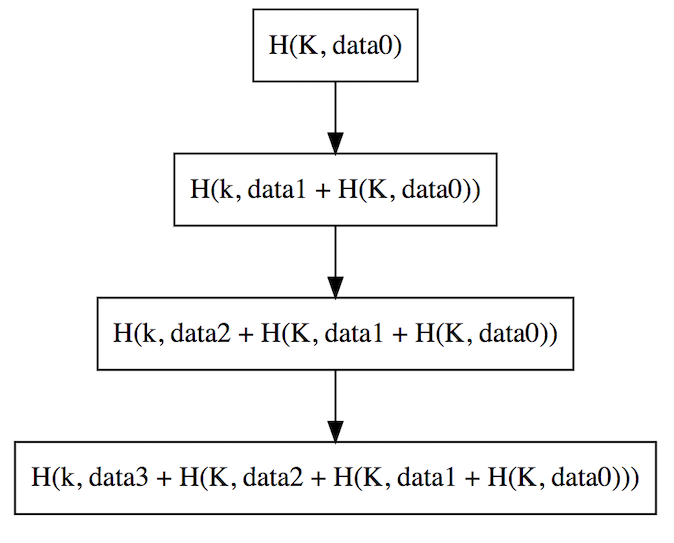 H(K, data0)
H(k, data1 + H(K, data0))
H(k, data2 + H(K, data1 + H(K, data0))
H(k, data3 + H(K, data2 + H(K, data1 + H(K, data0)))